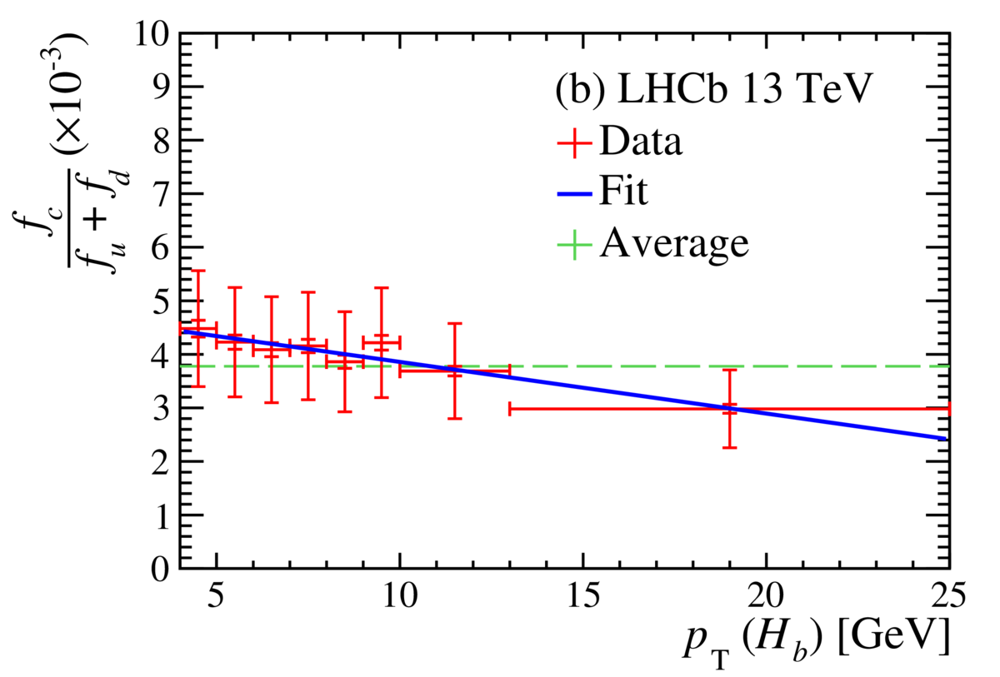 10
9
8
7
6
5
4
3
2
1
0
f_c / (f_u + f_d) (×10^-3)
(b) LHCb 13 TeV
Data
Fit
Average
5 10 15 20 25
p_T (H_b) [GeV]